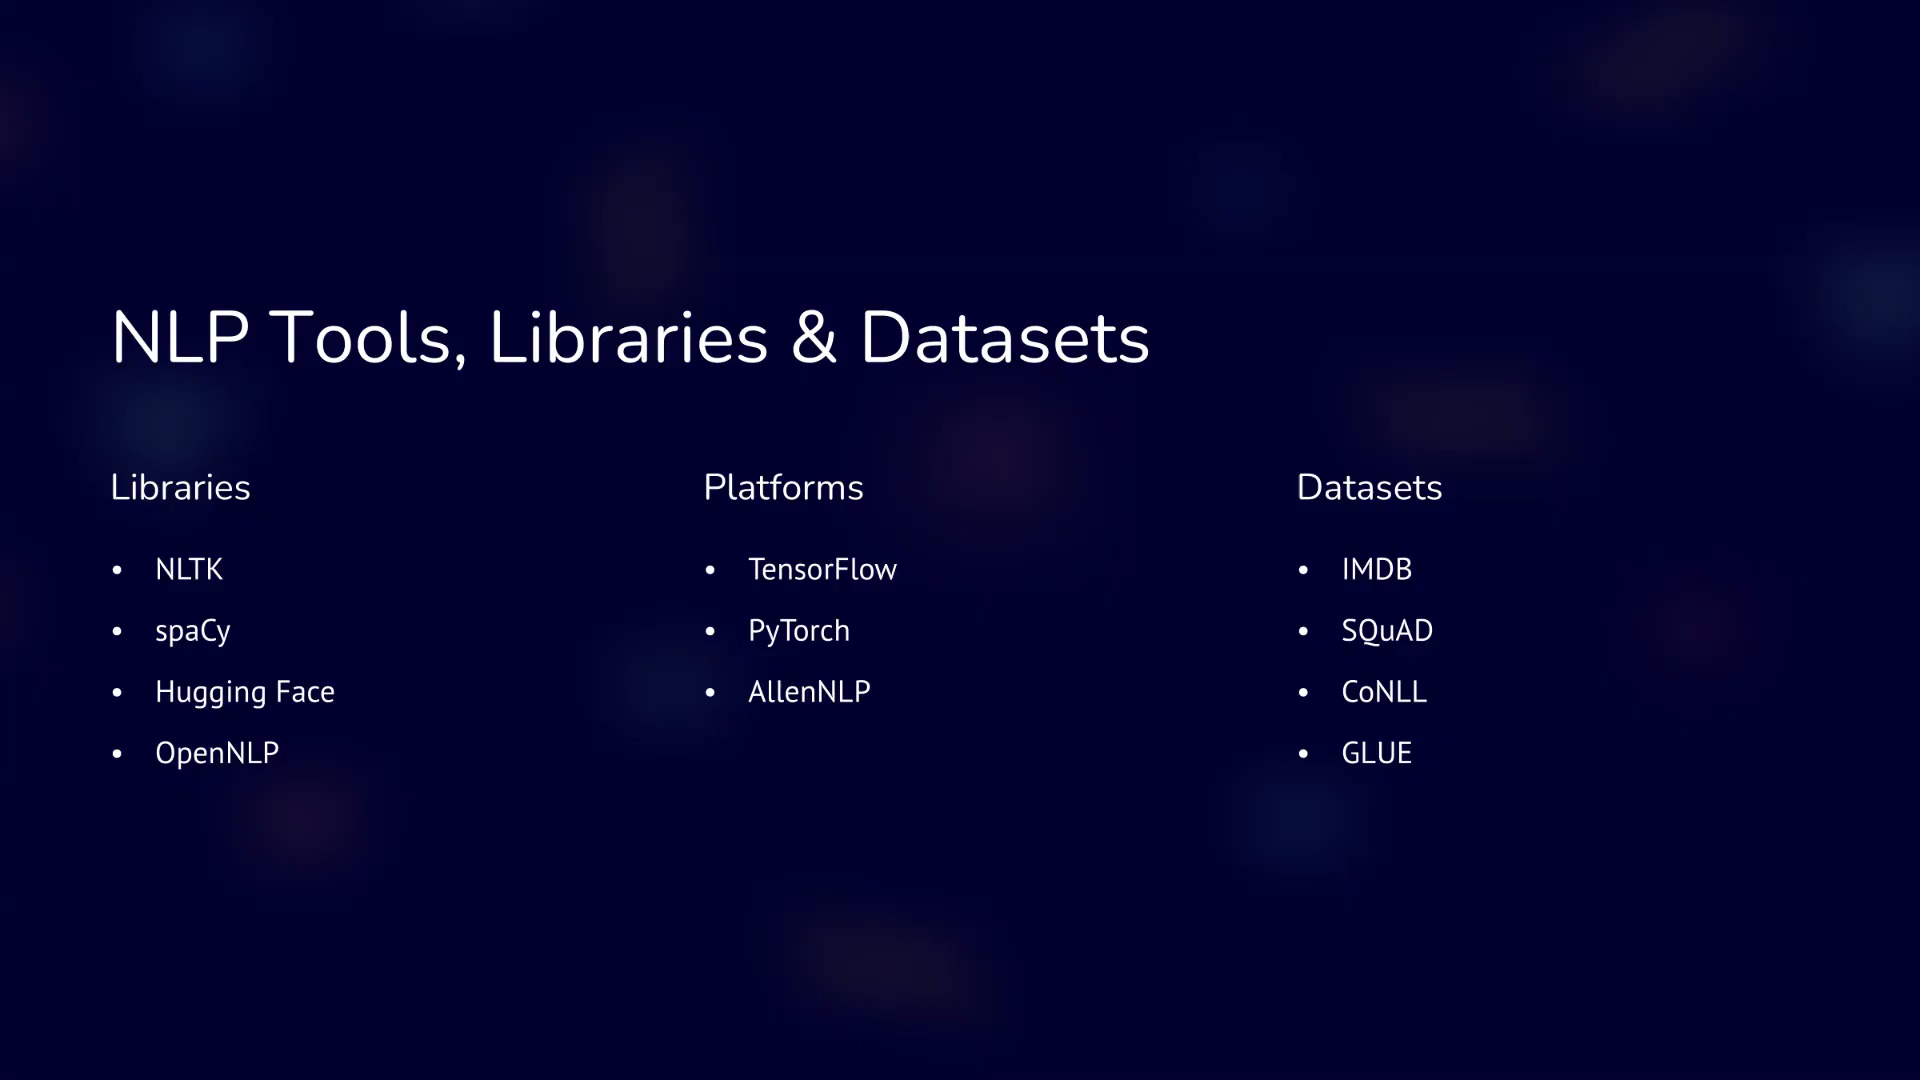 NLP Tools, Libraries & Datasets
Libraries
• NLTK
• spaCy
• Hugging Face
• OpenNLP
Platforms
• TensorFlow
• PyTorch
• AllenNLP
Datasets
• IMDB
• SQuAD
• CoNLL
• GLUE